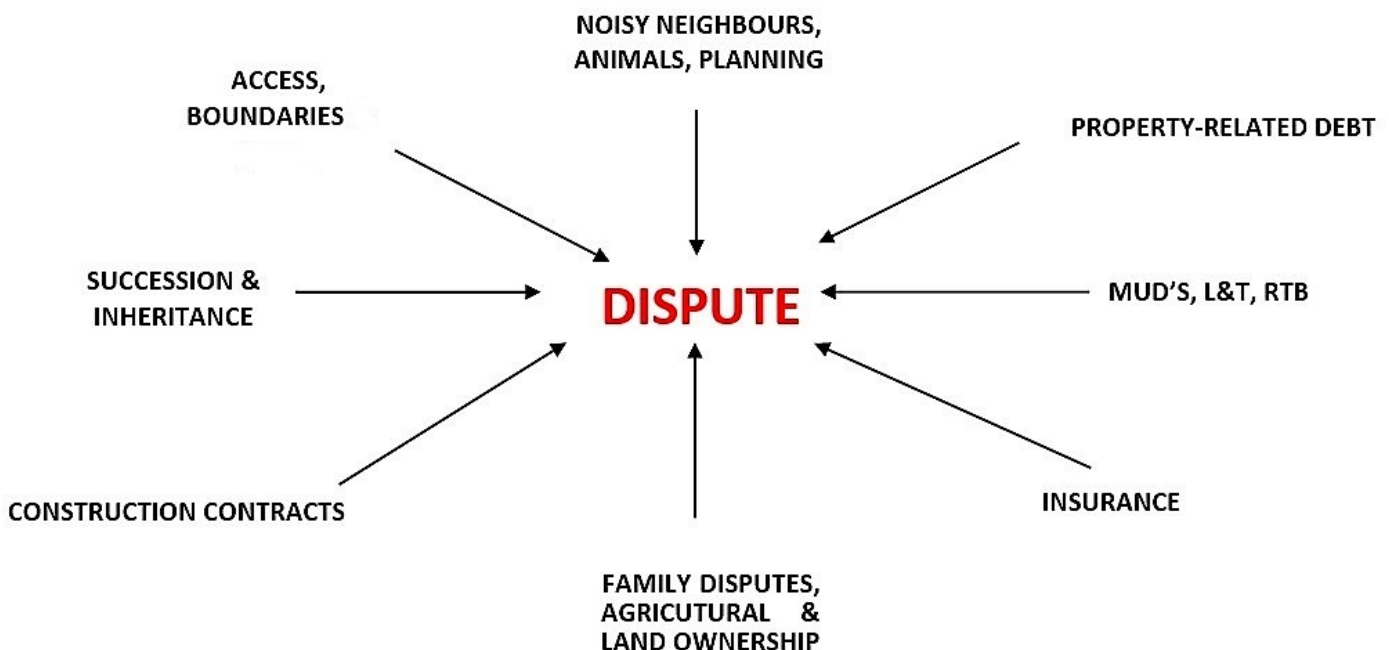 NOISY NEIGHBOURS,
ANIMALS, PLANNING
ACCESS,
BOUNDARIES
PROPERTY-RELATED DEBT
SUCCESSION &
INHERITANCE
DISPUTE
MUD’S, L&T, RTB
CONSTRUCTION CONTRACTS
INSURANCE
FAMILY DISPUTES,
AGRICUTURAL &
LAND OWNERSHIP